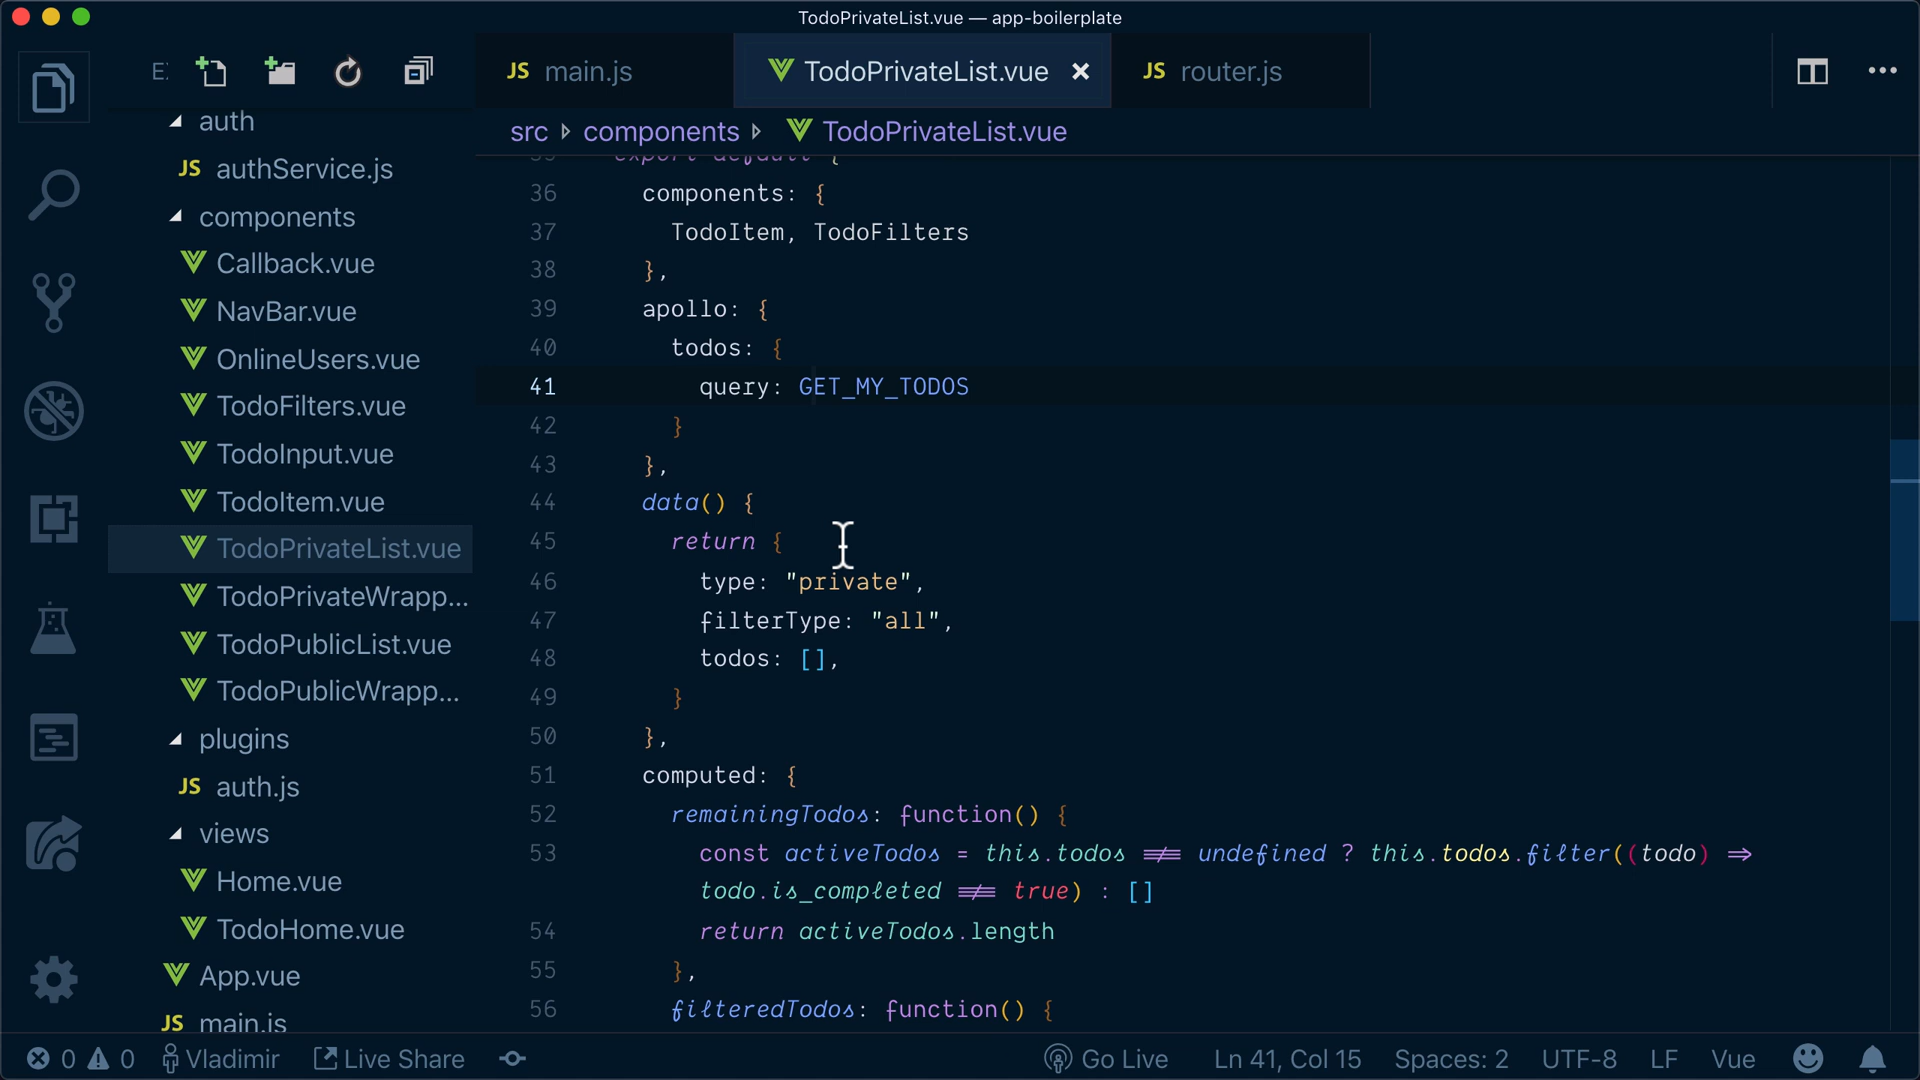 TodoPrivateList.vue — app-boilerplate
E:
JS main.js
TodoPrivateList.vue ×
JS router.js
src components TodoPrivateList.vue
auth
JS authService.js
components
Callback.vue
NavBar.vue
OnlineUsers.vue
TodoFilters.vue
TodoInput.vue
TodoItem.vue
TodoPrivateList.vue
TodoPrivateWrapp...
TodoPublicList.vue
TodoPublicWrapp...
plugins
JS auth.js
views
Home.vue
TodoHome.vue
App.vue
JS main.js
35 export default {
36 components: {
37 TodoItem, TodoFilters
38 },
39 apollo: {
40 todos: {
41 query: GET_MY_TODOS
42 }
43 },
44 data() {
45 return {
46 type: "private",
47 filterType: "all",
48 todos: [],
49 }
50 },
51 computed: {
52 remainingTodos: function() {
53 const activeTodos = this.todos !== undefined ? this.todos.filter((todo) =>
todo.is_completed !== true) : []
54 return activeTodos.length
55 },
56 filteredTodos: function() {
0 0 Vladimir Live Share Go Live Ln 41, Col 15 Spaces: 2 UTF-8 LF Vue